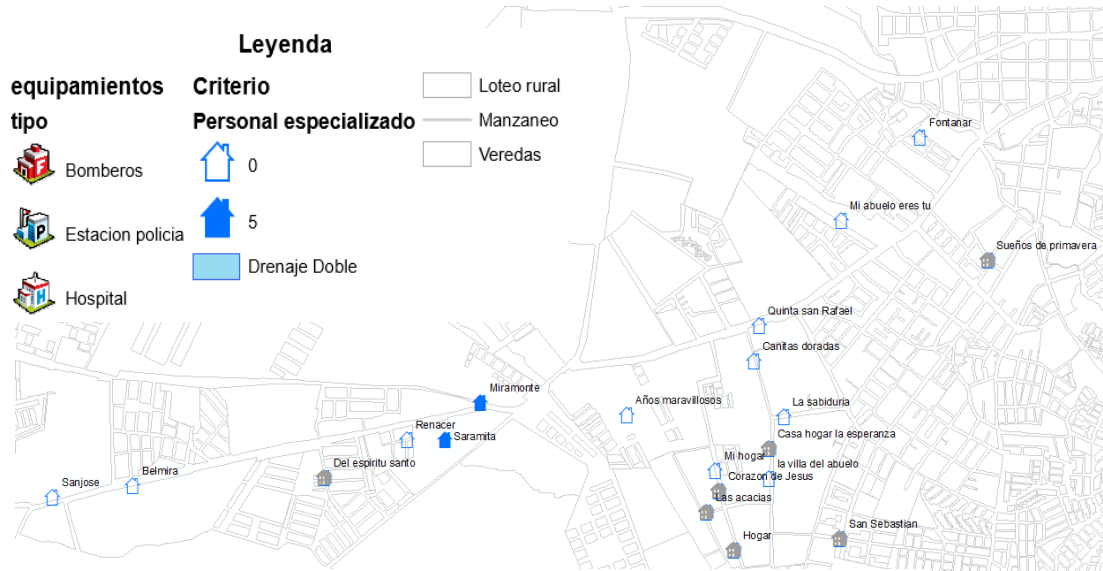 Leyenda
equipamientos
tipo
Bomberos
Estacion policia
Hospital
Criterio
Personal especializado
0
5
Drenaje Doble
Loteo rural
Manzaneo
Veredas
Fontanar
Mi abuelo eres tu
Sueños de primavera
Quinta san Rafael
Canitas doradas
Miramonte
Años maravillosos
La sabiduria
Renacer
Saramita
Casa hogar la esperanza
Mi hogar
la villa del abuelo
Del espiritu santo
Belmira
Corazon de Jesus
Sanjose
Las acacias
San Sebastian
Hogar